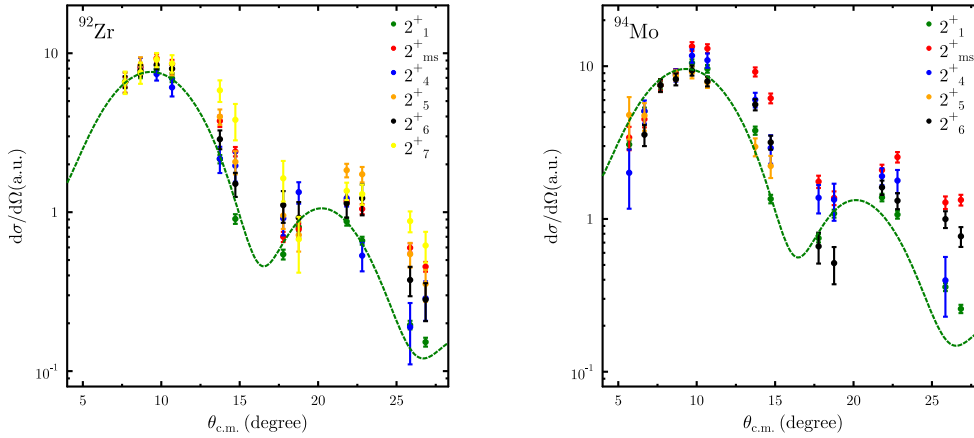 ⁹²Zr
2⁺₁
2⁺ₘₛ
2⁺₄
2⁺₅
2⁺₆
2⁺₇
10
1
10⁻¹
dσ/dΩ(a.u.)
5 10 15 20 25
θc.m. (degree)
⁹⁴Mo
2⁺₁
2⁺ₘₛ
2⁺₄
2⁺₅
2⁺₆
10
1
10⁻¹
dσ/dΩ(a.u.)
5 10 15 20 25
θc.m. (degree)